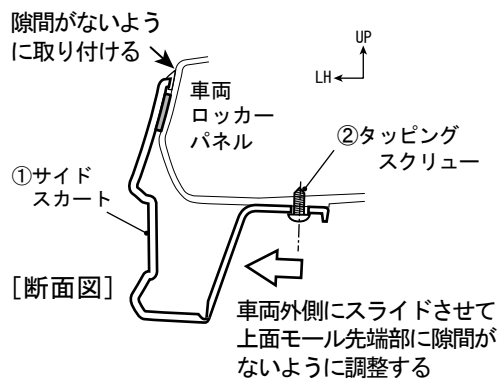 隙間がないよう
に取り付ける
UP
LH
車両
ロッカー
パネル
②タッピング
スクリュー
①サイド
スカート
[断面図]
車両外側にスライドさせて
上面モール先端部に隙間が
ないように調整する